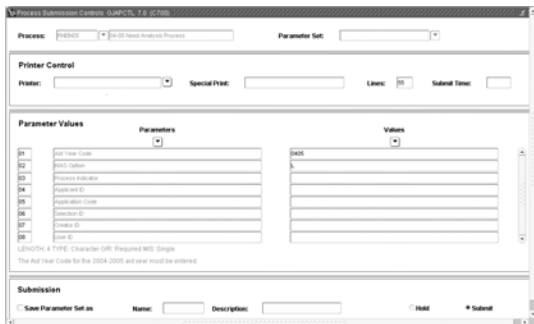 Process Submission Controls GJAPCTL 7.0 (C700)
Process: RNEIN05 04-05 Need Analysis Process Parameter Set:
Printer Control
Printer: Special Print: Lines: 55 Submit Time:
Parameter Values
Parameters Values
01 Aid Year Code 0405
02 INAS Option L
03 Process Indicator
04 Applicant ID
05 Application Code
06 Selection ID
07 Creator ID
08 User ID
LENGTH: 4 TYPE: Character O/R: Required M/S: Single
The Aid Year Code for the 2004-2005 aid year must be entered.
Submission
Save Parameter Set as Name: Description: Hold Submit